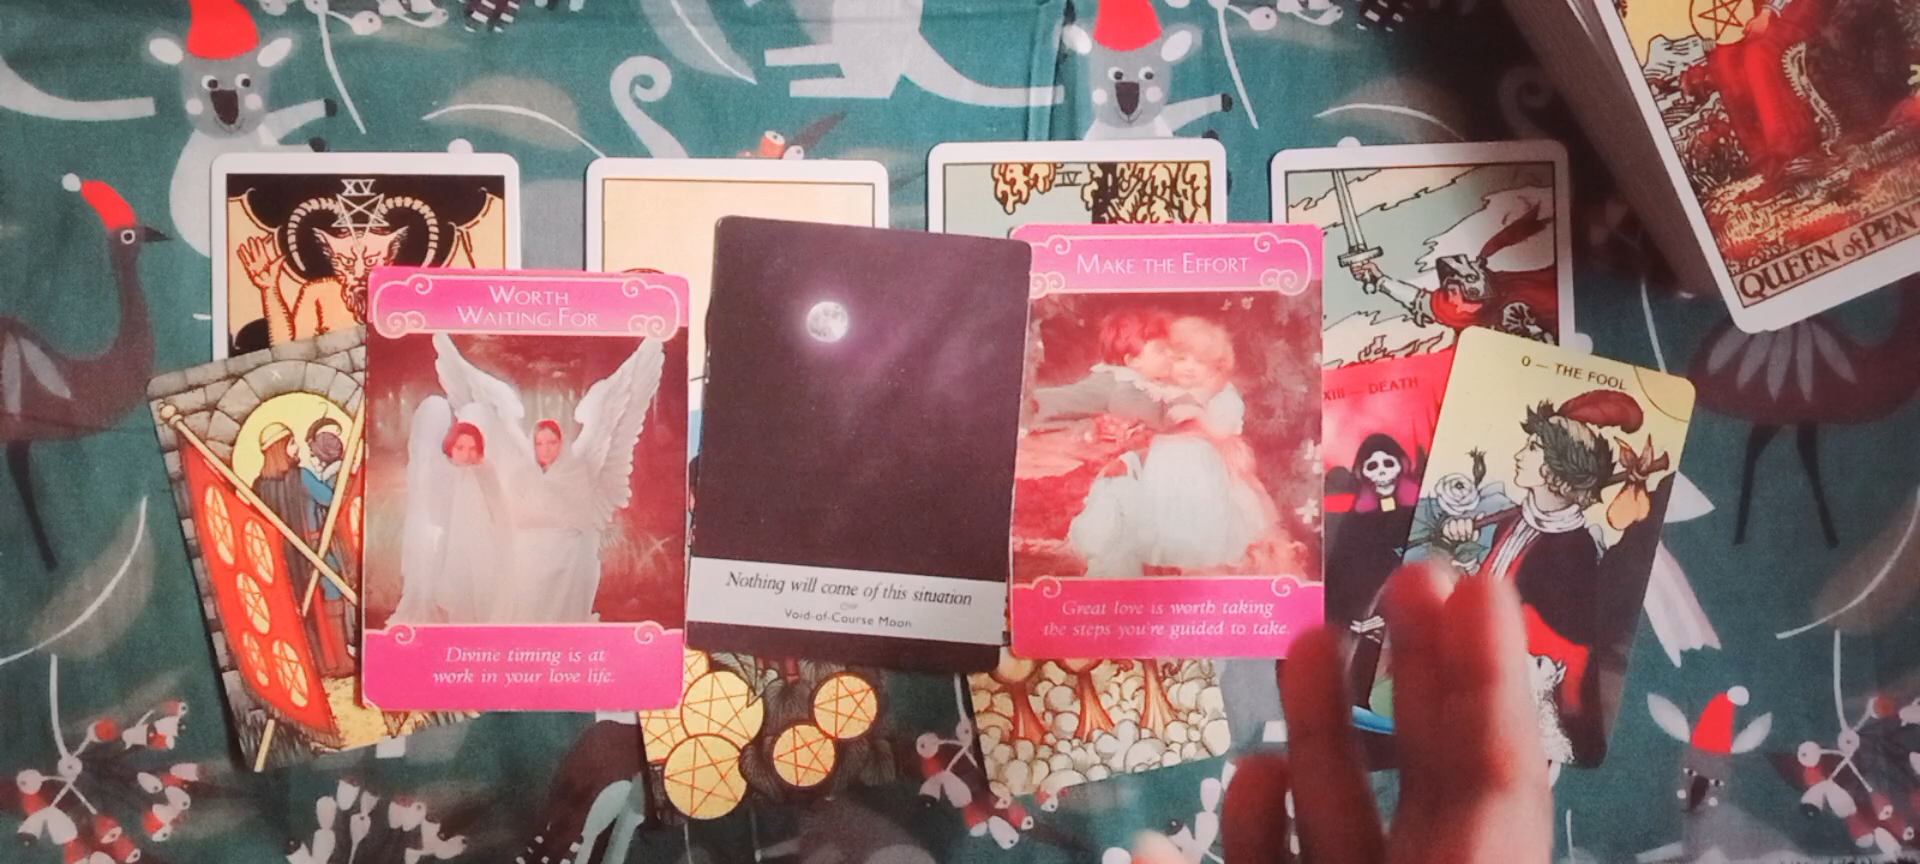 XV
IV
QUEEN of PENT
WORTH
WAITING FOR
MAKE THE EFFORT
X
XIII — DEATH
0 — THE FOOL
Nothing will come of this situation
Void-of-Course Moon
Great love is worth taking
the steps you're guided to take.
Divine timing is at
work in your love life.